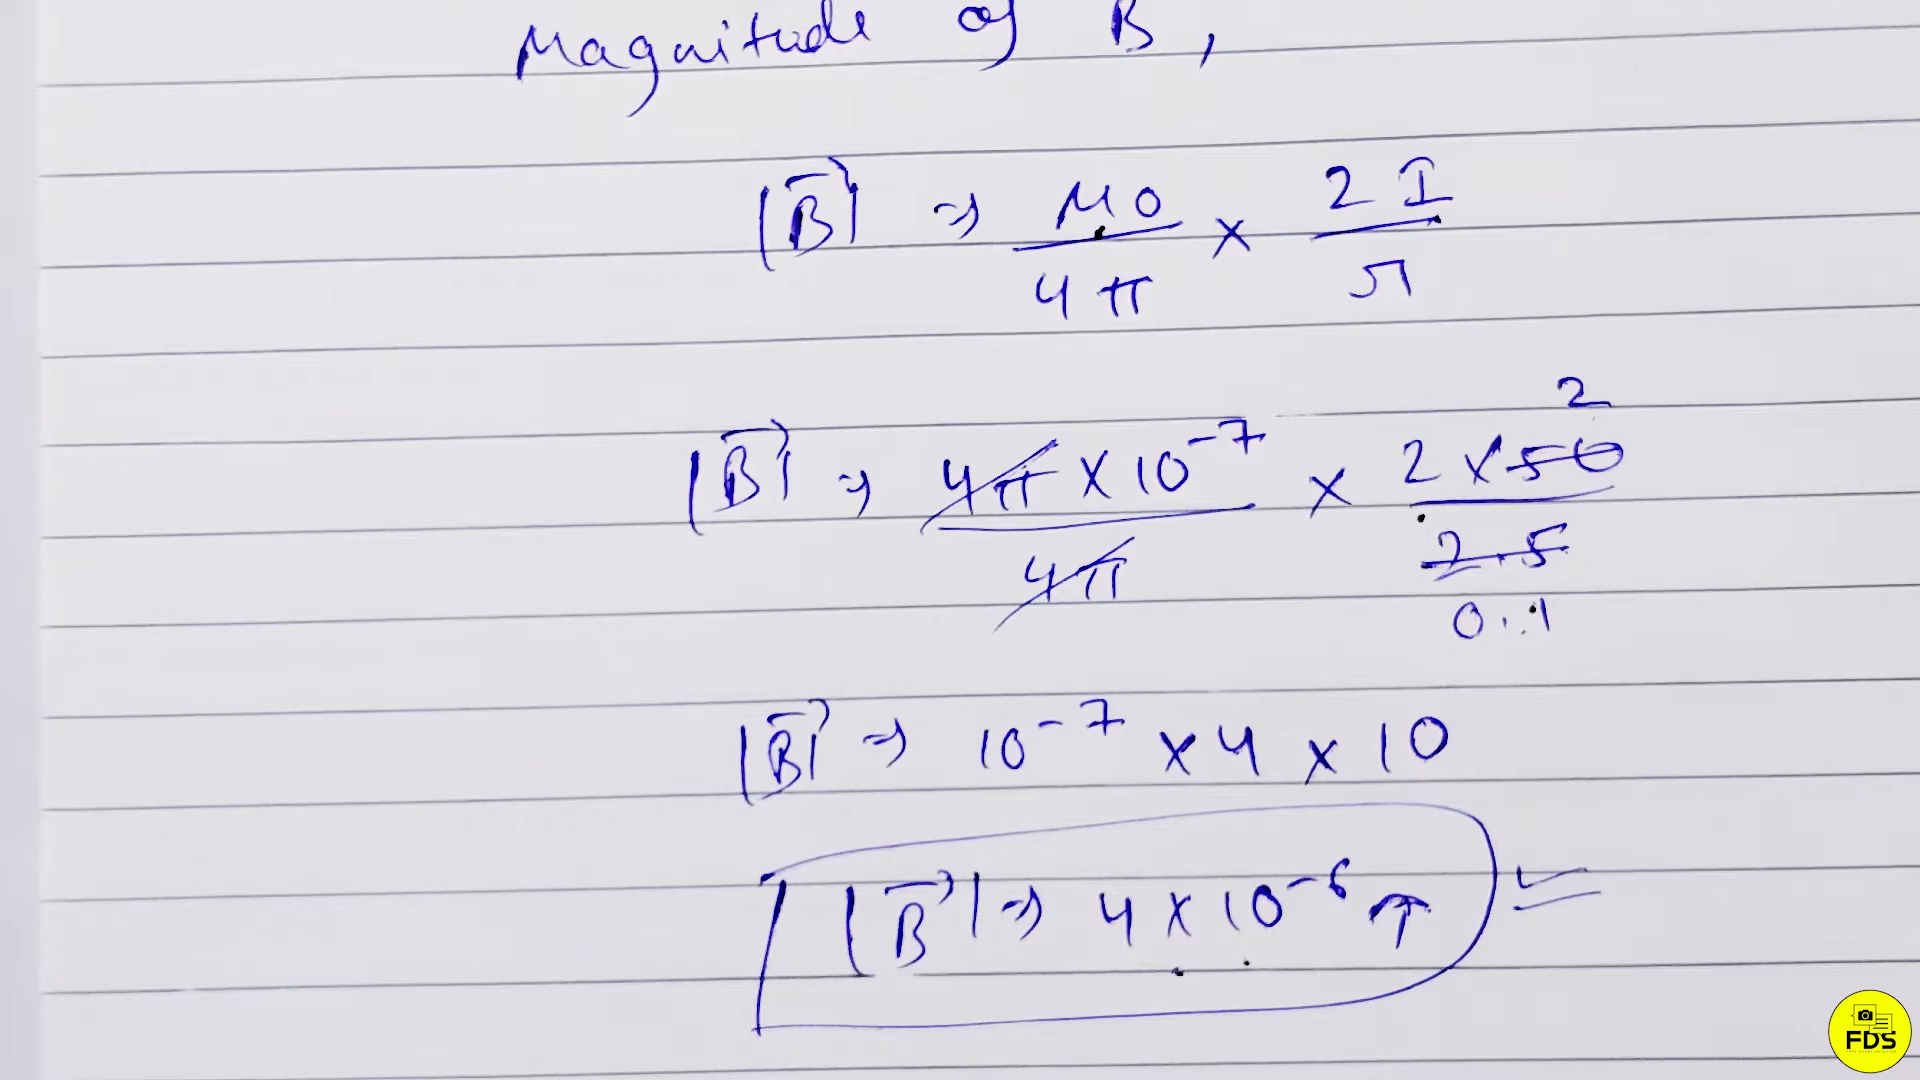 Magnitude of B,
|B⃗| ⇒ μ0/4π × 2I/r
|B⃗| ⇒ 4π×10⁻⁷/4π × 2×50/2.5 2 0.1
|B⃗| ⇒ 10⁻⁷ × 4 × 10
|B⃗| ⇒ 4 × 10⁻⁶ T
FDS